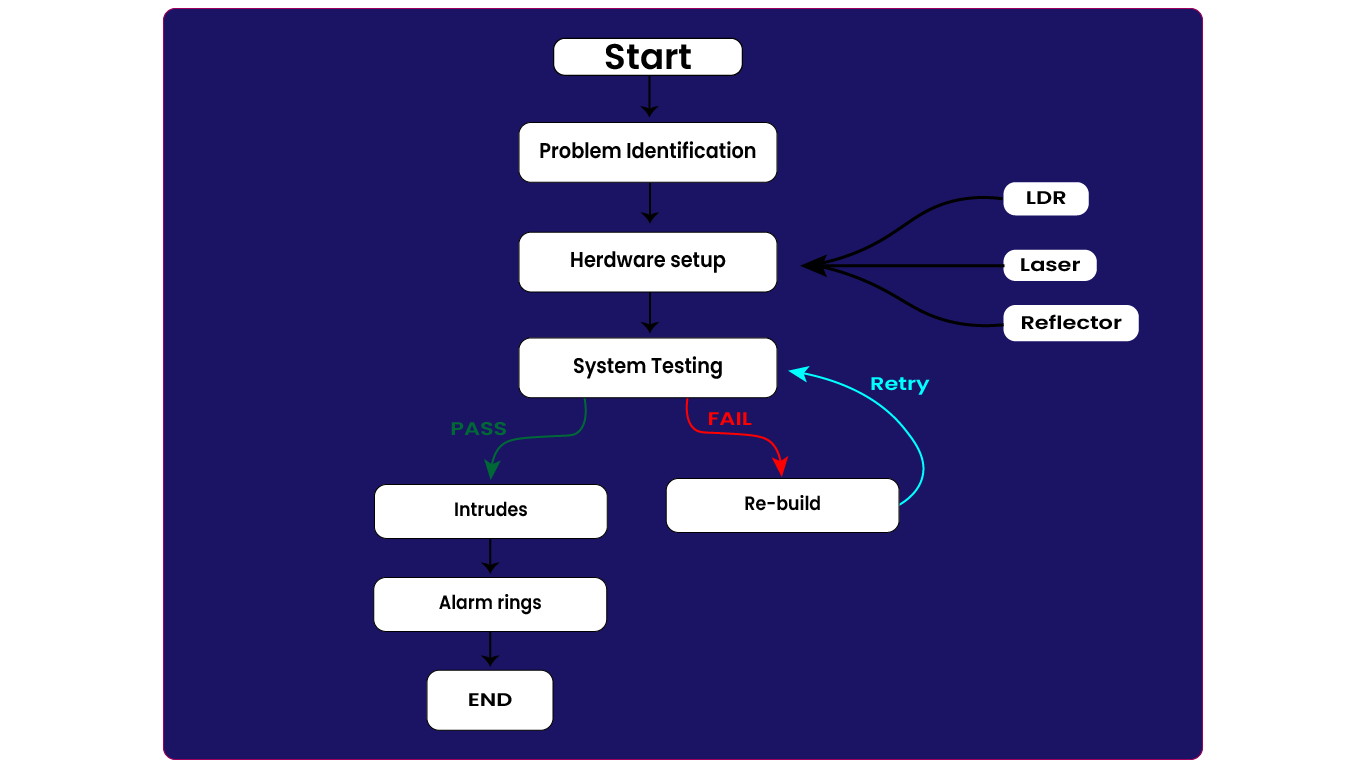 Start
Problem Identification
LDR
Herdware setup
Laser
Reflector
System Testing
Retry
PASS
FAIL
Intrudes
Re-build
Alarm rings
END